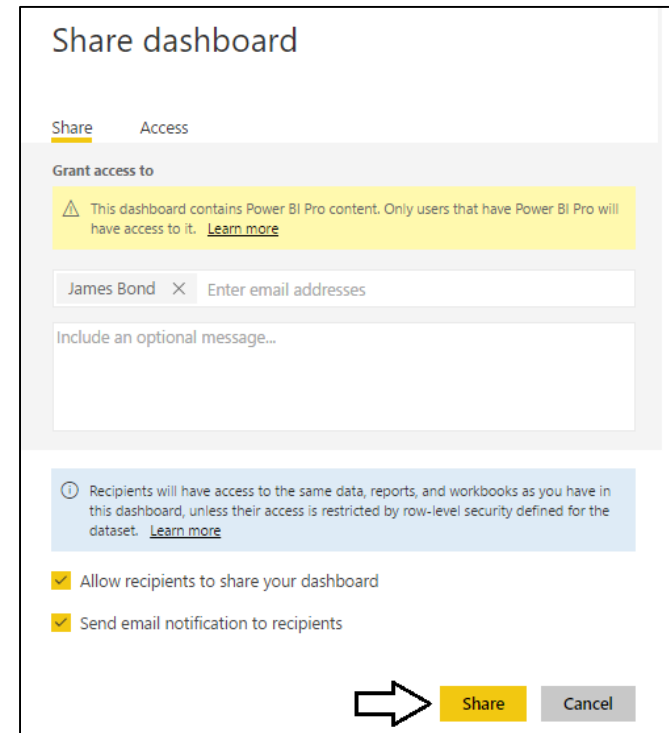 Share dashboard
Share Access
Grant access to
This dashboard contains Power BI Pro content. Only users that have Power BI Pro will
have access to it. Learn more
James Bond Enter email addresses
Include an optional message...
Recipients will have access to the same data, reports, and workbooks as you have in
this dashboard, unless their access is restricted by row-level security defined for the
dataset. Learn more
Allow recipients to share your dashboard
Send email notification to recipients
Share Cancel